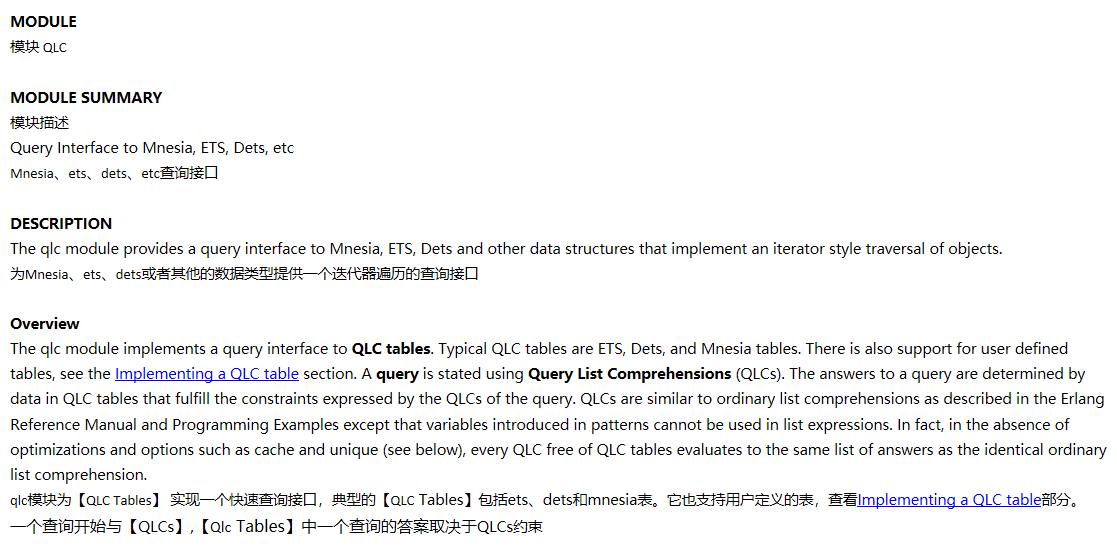 MODULE
模块 QLC
MODULE SUMMARY
模块描述
Query Interface to Mnesia, ETS, Dets, etc
Mnesia、ets、dets、etc查询接口
DESCRIPTION
The qlc module provides a query interface to Mnesia, ETS, Dets and other data structures that implement an iterator style traversal of objects.
为Mnesia、ets、dets或者其他的数据类型提供一个迭代器遍历的查询接口
Overview
The qlc module implements a query interface to QLC tables. Typical QLC tables are ETS, Dets, and Mnesia tables. There is also support for user defined
tables, see the Implementing a QLC table section. A query is stated using Query List Comprehensions (QLCs). The answers to a query are determined by
data in QLC tables that fulfill the constraints expressed by the QLCs of the query. QLCs are similar to ordinary list comprehensions as described in the Erlang
Reference Manual and Programming Examples except that variables introduced in patterns cannot be used in list expressions. In fact, in the absence of
optimizations and options such as cache and unique (see below), every QLC free of QLC tables evaluates to the same list of answers as the identical ordinary
list comprehension.
qlc模块为【QLC Tables】 实现一个快速查询接口，典型的【QLC Tables】包括ets、dets和mnesia表。它也支持用户定义的表，查看Implementing a QLC table部分。
一个查询开始与【QLCs】,【Qlc Tables】中一个查询的答案取决于QLCs约束